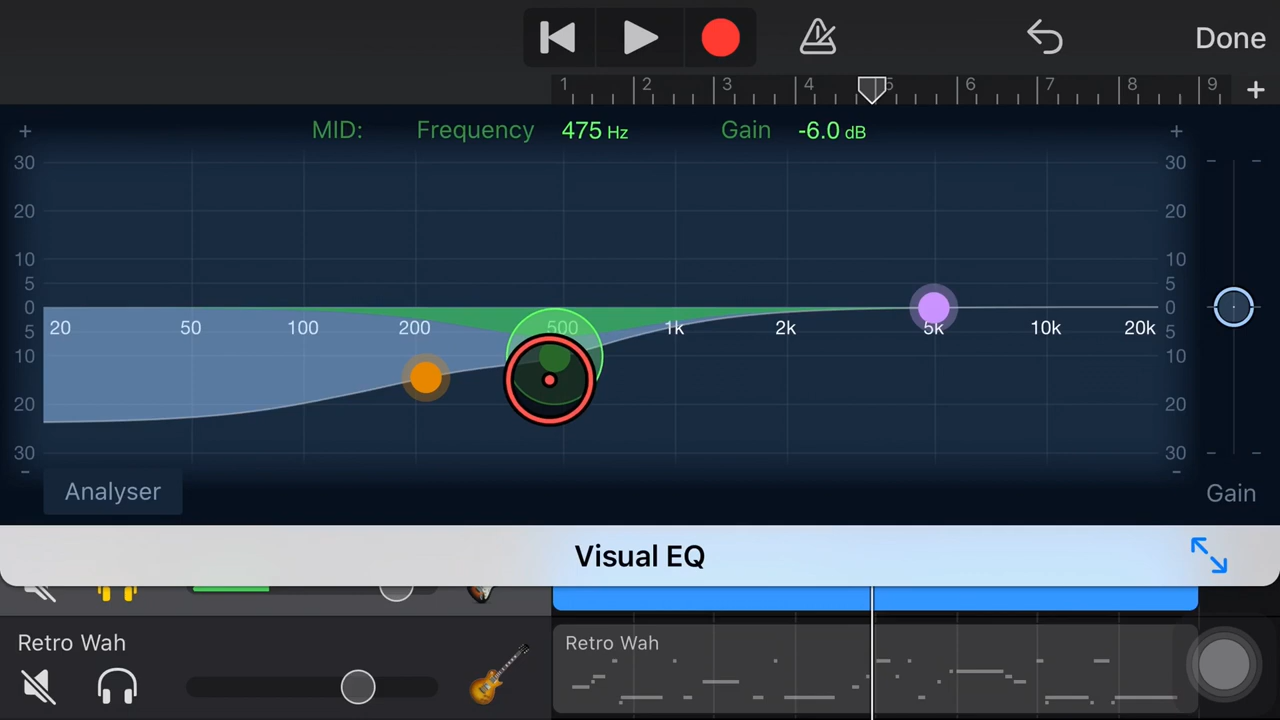 Done
1 2 3 4 5 6 7 8 9 +
MID: Frequency 475 Hz Gain -6.0 dB
+ +
30 30
20 20
10 10
5 5
0 0
20 50 100 200 500 1k 2k 5k 10k 20k
5 5
10 10
20 20
30 30
- -
Analyser Gain
Visual EQ
Retro Wah Retro Wah